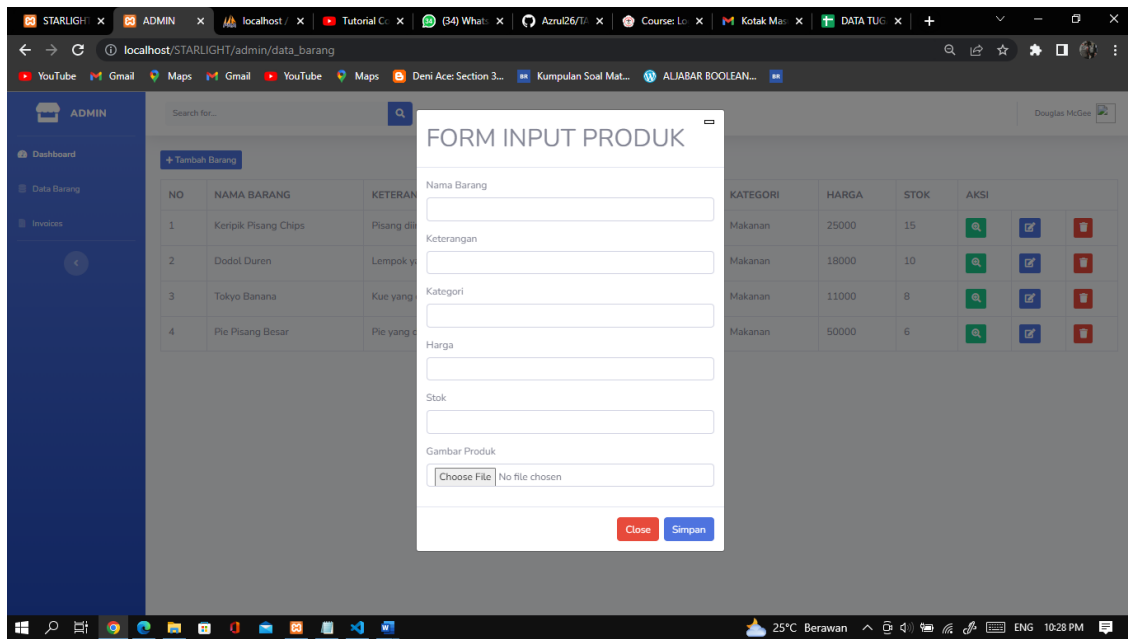 STARLIGHT
ADMIN
localhost /
Tutorial Co
(34) Whats
Azrul26/TA
Course: Lo
Kotak Mas
DATA TUG
localhost/STARLIGHT/admin/data_barang
YouTube Gmail Maps Gmail YouTube Maps Deni Ace: Section 3... BR Kumpulan Soal Mat... ALJABAR BOOLEAN... BR
ADMIN
Search for...
Douglas McGee
Dashboard
Data Barang
Invoices
+ Tambah Barang
NO NAMA BARANG KETERAN KATEGORI HARGA STOK AKSI
1 Keripik Pisang Chips Pisang dii Makanan 25000 15
2 Dodol Duren Lempok ya Makanan 18000 10
3 Tokyo Banana Kue yang Makanan 11000 8
4 Pie Pisang Besar Pie yang Makanan 50000 6
FORM INPUT PRODUK
Nama Barang
Keterangan
Kategori
Harga
Stok
Gambar Produk
Choose File No file chosen
Close Simpan
25°C Berawan ENG 10:28 PM